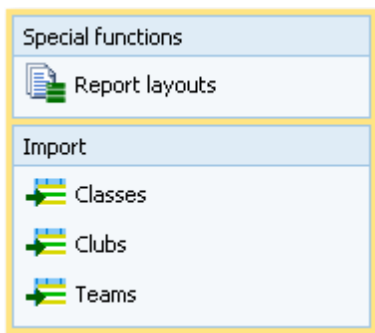 Special functions
Report layouts
Import
Classes
Clubs
Teams